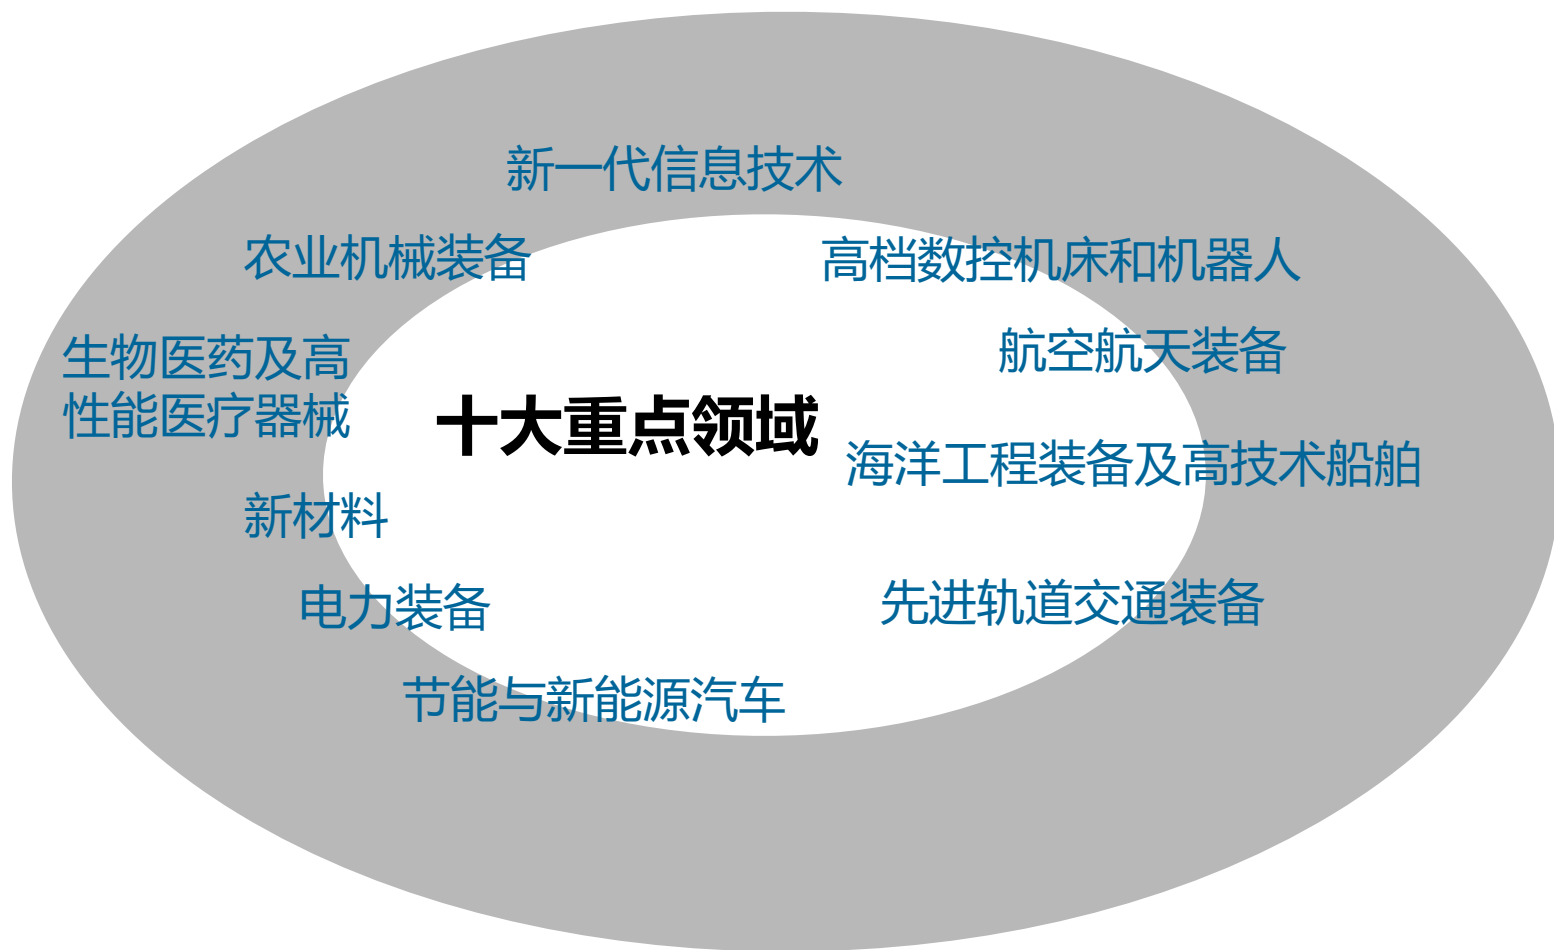 新一代信息技术
农业机械装备
高档数控机床和机器人
航空航天装备
生物医药及高
性能医疗器械
十大重点领域
海洋工程装备及高技术船舶
新材料
电力装备
先进轨道交通装备
节能与新能源汽车